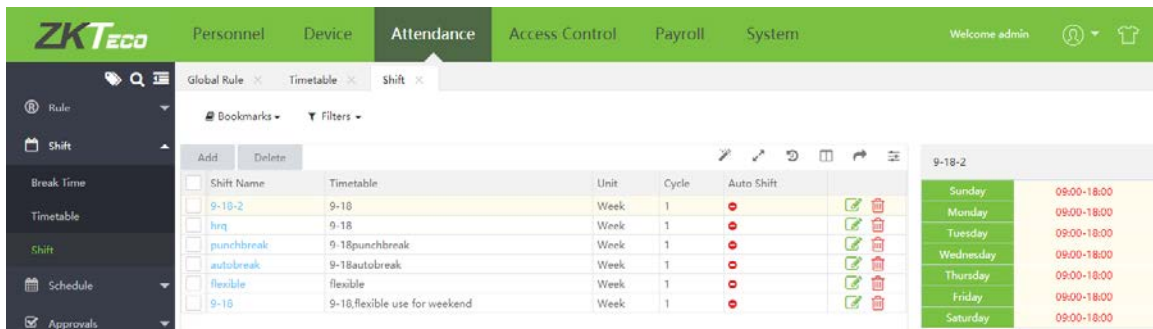 ZKTeco Personnel Device Attendance Access Control Payroll System Welcome admin
Global Rule Timetable Shift
Rule
Bookmarks Filters
Shift
Add Delete
9-18-2
Break Time
Timetable
Shift
Schedule
Approvals
Shift Name Timetable Unit Cycle Auto Shift
9-18-2 9-18 Week 1
hrq 9-18 Week 1
punchbreak 9-18punchbreak Week 1
autobreak 9-18autobreak Week 1
flexible flexible Week 1
9-18 9-18,flexible use for weekend Week 1
Sunday 09:00-18:00
Monday 09:00-18:00
Tuesday 09:00-18:00
Wednesday 09:00-18:00
Thursday 09:00-18:00
Friday 09:00-18:00
Saturday 09:00-18:00